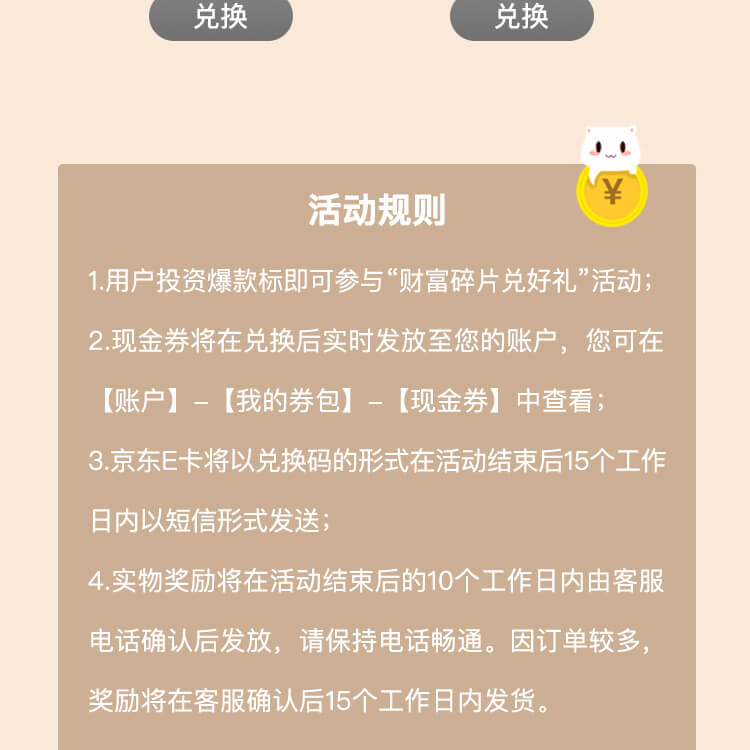 兑换 兑换
¥
活动规则
1.用户投资爆款标即可参与“财富碎片兑好礼”活动；
2.现金券将在兑换后实时发放至您的账户，您可在
【账户】–【我的券包】–【现金券】中查看；
3.京东E卡将以兑换码的形式在活动结束后15个工作
日内以短信形式发送；
4.实物奖励将在活动结束后的10个工作日内由客服
电话确认后发放，请保持电话畅通。因订单较多，
奖励将在客服确认后15个工作日内发货。